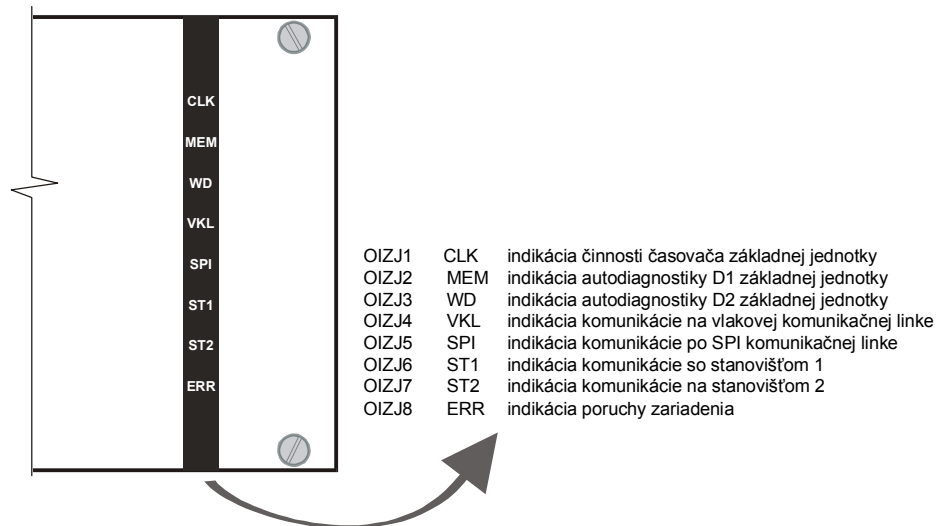 CLK
MEM
WD
VKL
SPI
ST1
ST2
ERR
OIZJ1 CLK indikácia činnosti časovača základnej jednotky
OIZJ2 MEM indikácia autodiagnostiky D1 základnej jednotky
OIZJ3 WD indikácia autodiagnostiky D2 základnej jednotky
OIZJ4 VKL indikácia komunikácie na vlakovej komunikačnej linke
OIZJ5 SPI indikácia komunikácie po SPI komunikačnej linke
OIZJ6 ST1 indikácia komunikácie so stanovišťom 1
OIZJ7 ST2 indikácia komunikácie na stanovišťom 2
OIZJ8 ERR indikácia poruchy zariadenia